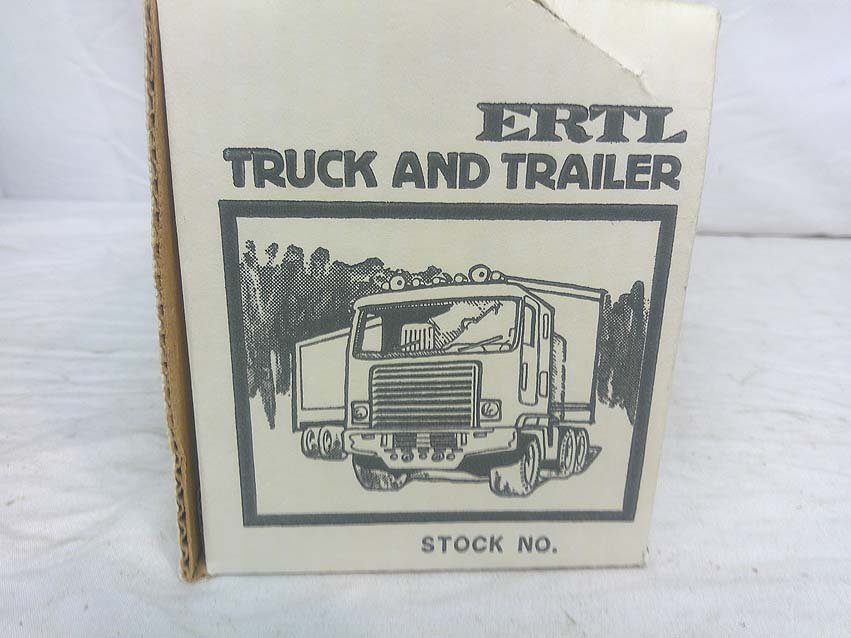 ERTL
TRUCK AND TRAILER
STOCK NO.